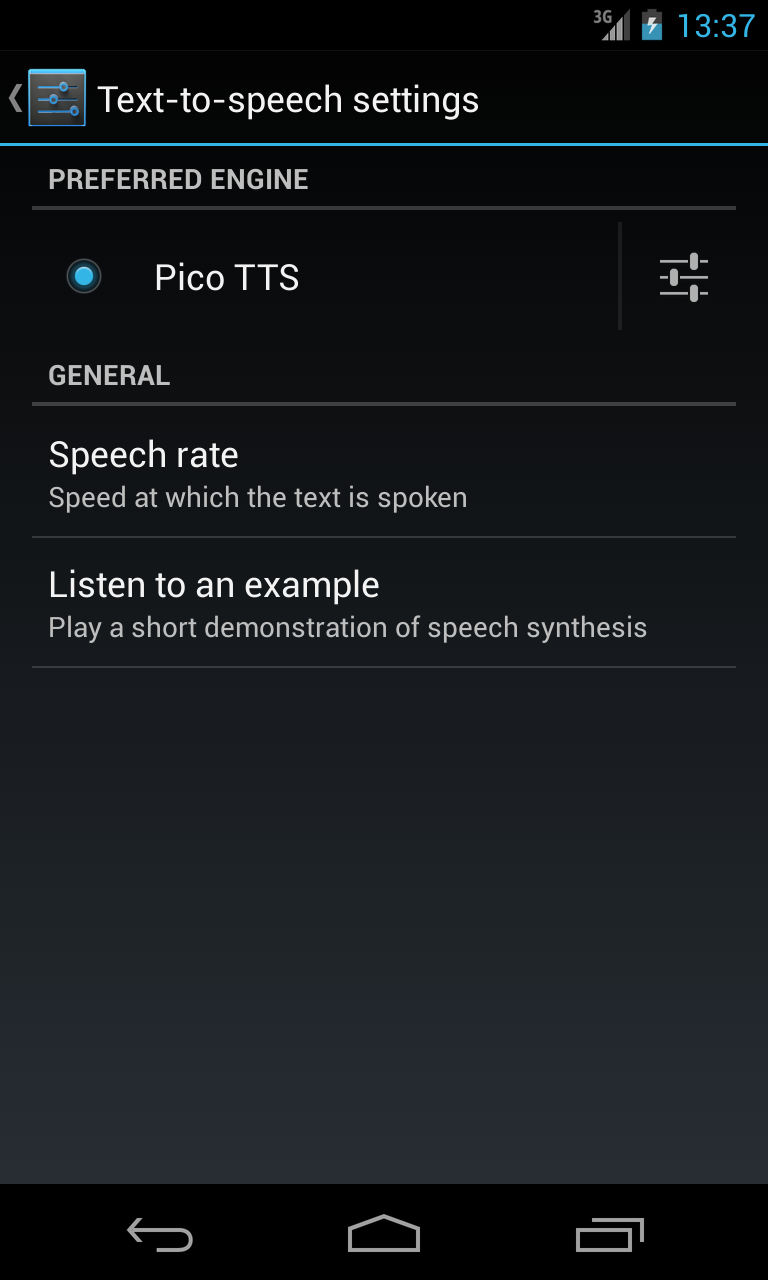 3G 13:37
Text-to-speech settings
PREFERRED ENGINE
Pico TTS
GENERAL
Speech rate
Speed at which the text is spoken
Listen to an example
Play a short demonstration of speech synthesis